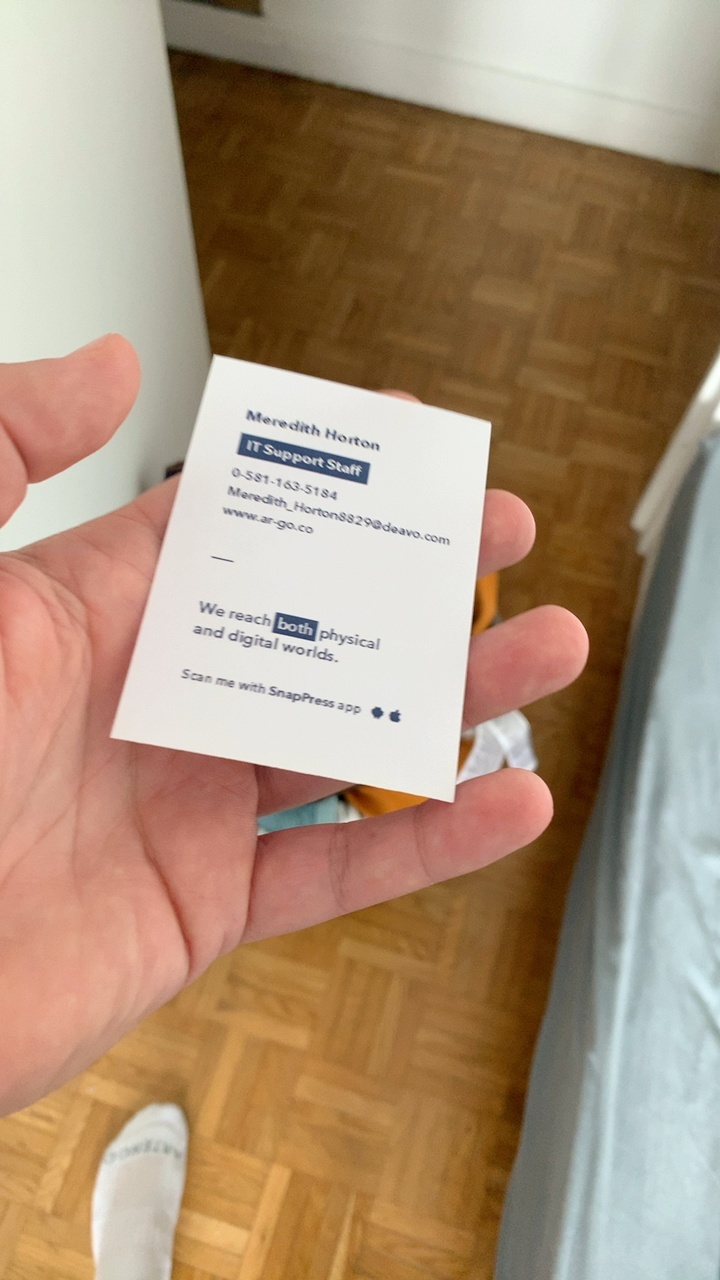 Meredith Horton
IT Support Staff
0-581-163-5184
Meredith_Horton8829@deavo.com
www.ar-go.co
We reach both physical
and digital worlds.
Scan me with SnapPress app